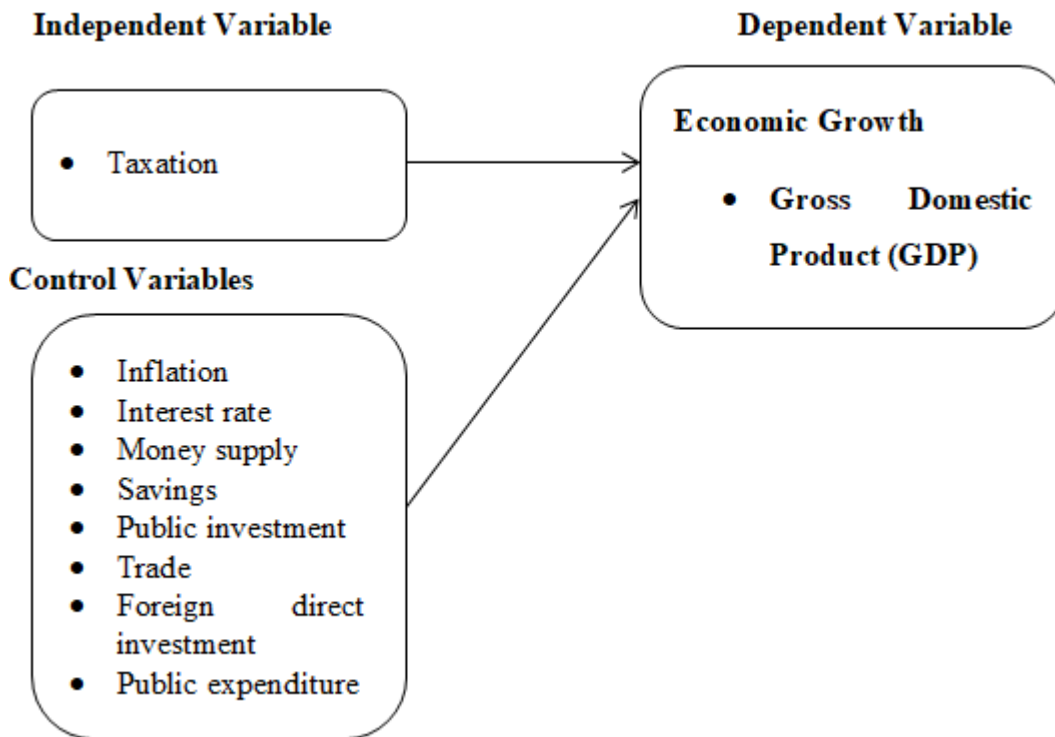 Independent Variable
• Taxation
Control Variables
• Inflation
• Interest rate
• Money supply
• Savings
• Public investment
• Trade
• Foreign direct
investment
• Public expenditure
Dependent Variable
Economic Growth
• Gross Domestic
Product (GDP)